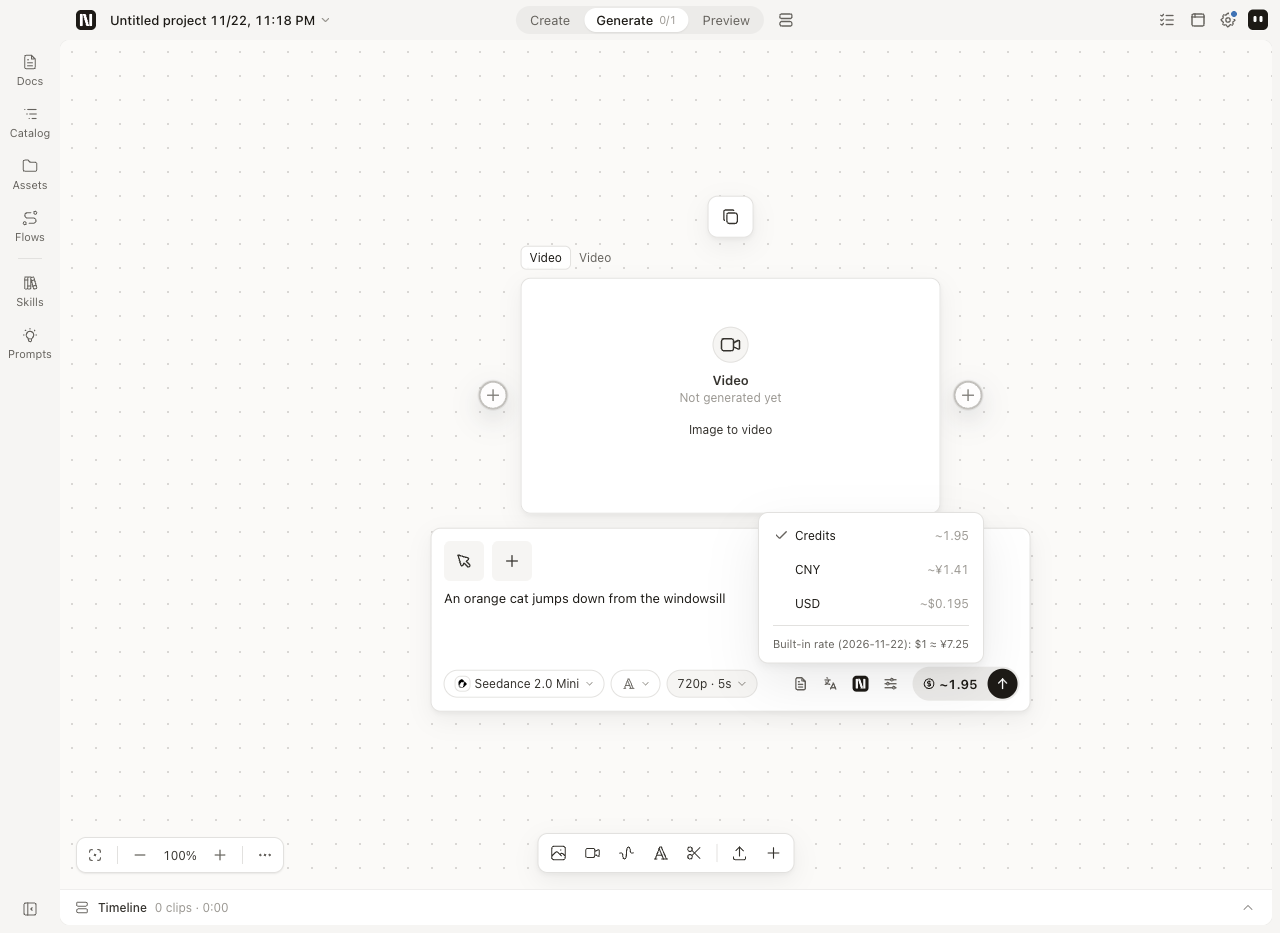 Untitled project 11/22, 11:18 PM
Create
Generate 0/1
Preview
Docs
Catalog
Assets
Flows
Skills
Prompts
Video Video
Video
Not generated yet
Image to video
Credits ~1.95
CNY ~¥1.41
USD ~$0.195
Built-in rate (2026-11-22): $1 ≈ ¥7.25
An orange cat jumps down from the windowsill
Seedance 2.0 Mini
720p · 5s
~1.95
100%
Timeline 0 clips · 0:00